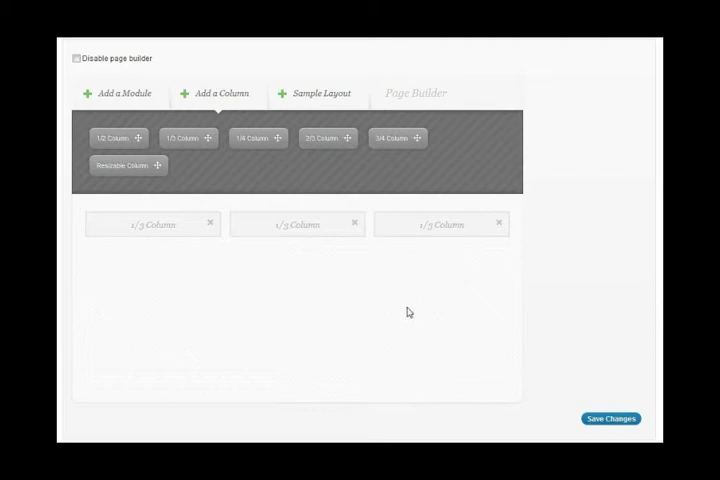 Disable page builder
Add a Module Add a Column Sample Layout Page Builder
1/2 Column 1/3 Column 1/4 Column 2/3 Column 3/4 Column
Resizable Column
1/3 Column 1/3 Column 1/3 Column
Save Changes